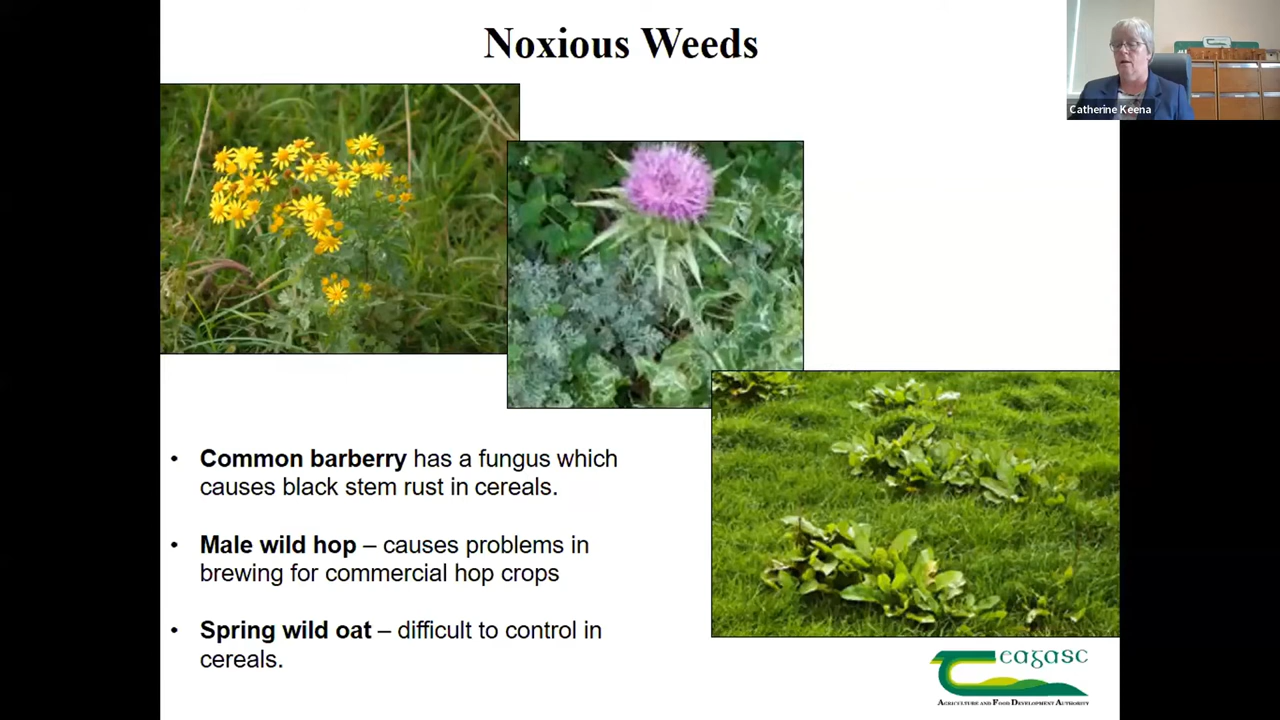 Noxious Weeds
Catherine Keena
• Common barberry has a fungus which
causes black stem rust in cereals.
• Male wild hop – causes problems in
brewing for commercial hop crops
• Spring wild oat – difficult to control in
cereals.
teagasc
AGRICULTURE AND FOOD DEVELOPMENT AUTHORITY